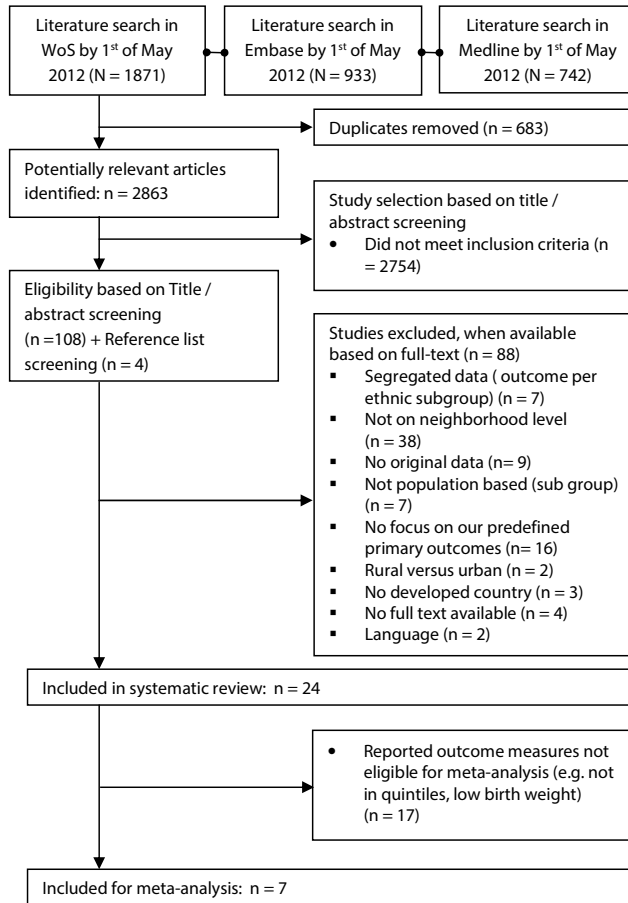 Literature search in
WoS by 1st of May
2012 (N = 1871)
Literature search in
Embase by 1st of May
2012 (N = 933)
Literature search in
Medline by 1st of May
2012 (N = 742)
Duplicates removed (n = 683)
Potentially relevant articles
identified: n = 2863
Study selection based on title /
abstract screening
• Did not meet inclusion criteria (n
= 2754)
Eligibility based on Title /
abstract screening
(n =108) + Reference list
screening (n = 4)
Studies excluded, when available
based on full-text (n = 88)
▪ Segregated data ( outcome per
ethnic subgroup) (n = 7)
▪ Not on neighborhood level
(n = 38)
▪ No original data (n= 9)
▪ Not population based (sub group)
(n = 7)
▪ No focus on our predefined
primary outcomes (n= 16)
▪ Rural versus urban (n = 2)
▪ No developed country (n = 3)
▪ No full text available (n = 4)
▪ Language (n = 2)
Included in systematic review: n = 24
• Reported outcome measures not
eligible for meta-analysis (e.g. not
in quintiles, low birth weight)
(n = 17)
Included for meta-analysis: n = 7